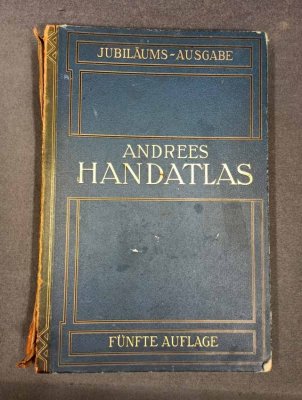 JUBILÄUMS-AUSGABE
ANDREES
HANDATLAS
FÜNFTE AUFLAGE